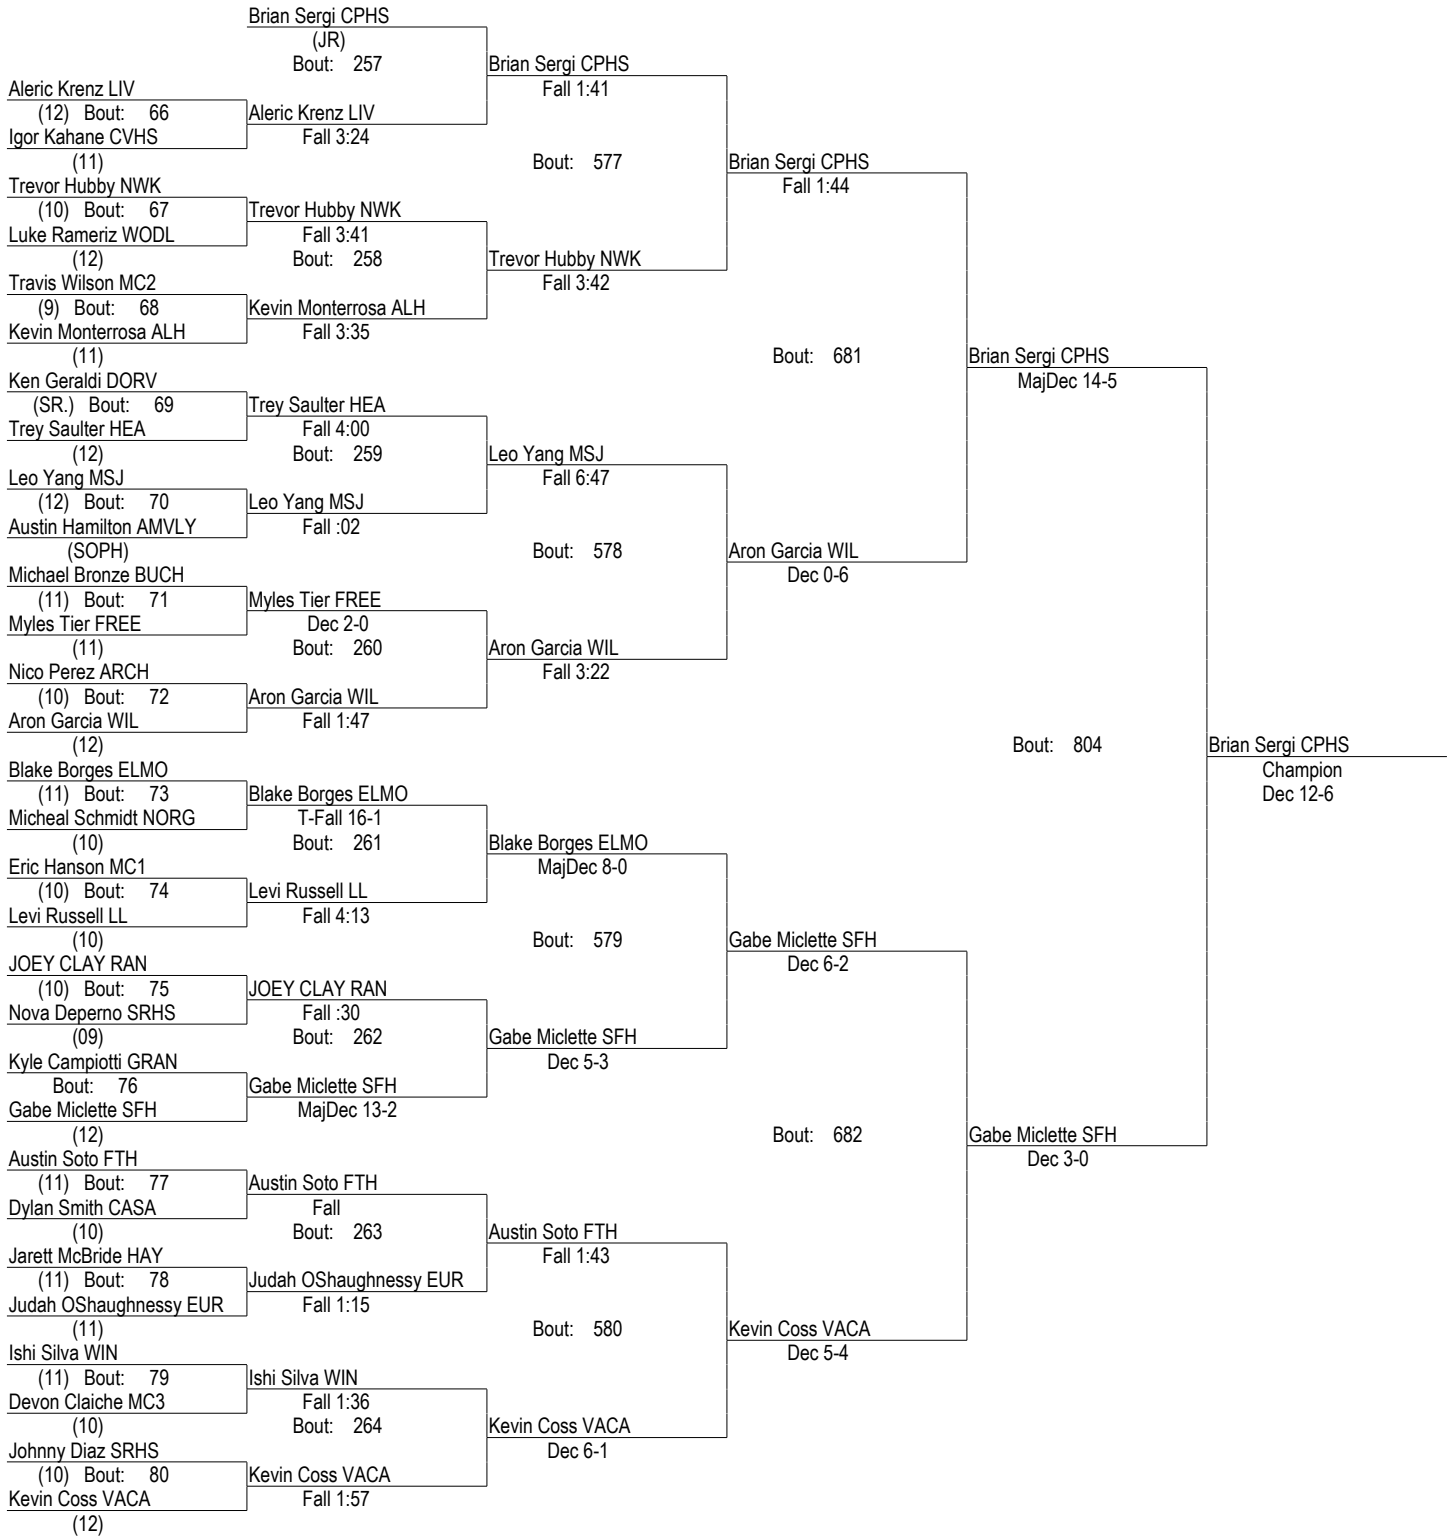 Brian Sergi CPHS
(JR)
Bout: 257
Brian Sergi CPHS
Fall 1:41
Aleric Krenz LIV
(12) Bout: 66
Aleric Krenz LIV
Igor Kahane CVHS
Fall 3:24
(11)
Bout: 577
Brian Sergi CPHS
Fall 1:44
Trevor Hubby NWK
(10) Bout: 67
Trevor Hubby NWK
Luke Rameriz WODL
Fall 3:41
(12)
Bout: 258
Trevor Hubby NWK
Fall 3:42
Travis Wilson MC2
(9) Bout: 68
Kevin Monterrosa ALH
Kevin Monterrosa ALH
Fall 3:35
(11)
Bout: 681
Brian Sergi CPHS
MajDec 14-5
Ken Geraldi DORV
(SR.) Bout: 69
Trey Saulter HEA
Trey Saulter HEA
Fall 4:00
(12)
Bout: 259
Leo Yang MSJ
Fall 6:47
Leo Yang MSJ
(12) Bout: 70
Leo Yang MSJ
Austin Hamilton AMVLY
Fall :02
(SOPH)
Bout: 578
Aron Garcia WIL
Dec 0-6
Michael Bronze BUCH
(11) Bout: 71
Myles Tier FREE
Myles Tier FREE
Dec 2-0
(11)
Bout: 260
Aron Garcia WIL
Fall 3:22
Nico Perez ARCH
(10) Bout: 72
Aron Garcia WIL
Aron Garcia WIL
Fall 1:47
(12)
Bout: 804
Brian Sergi CPHS
Champion
Dec 12-6
Blake Borges ELMO
(11) Bout: 73
Blake Borges ELMO
Micheal Schmidt NORG
T-Fall 16-1
(10)
Bout: 261
Blake Borges ELMO
MajDec 8-0
Eric Hanson MC1
(10) Bout: 74
Levi Russell LL
Levi Russell LL
Fall 4:13
(10)
Bout: 579
Gabe Miclette SFH
Dec 6-2
JOEY CLAY RAN
(10) Bout: 75
JOEY CLAY RAN
Nova Deperno SRHS
Fall :30
(09)
Bout: 262
Gabe Miclette SFH
Dec 5-3
Kyle Campiotti GRAN
Bout: 76
Gabe Miclette SFH
Gabe Miclette SFH
MajDec 13-2
(12)
Bout: 682
Gabe Miclette SFH
Dec 3-0
Austin Soto FTH
(11) Bout: 77
Austin Soto FTH
Dylan Smith CASA
Fall
(10)
Bout: 263
Austin Soto FTH
Fall 1:43
Jarett McBride HAY
(11) Bout: 78
Judah OShaughnessy EUR
Judah OShaughnessy EUR
Fall 1:15
(11)
Bout: 580
Kevin Coss VACA
Dec 5-4
Ishi Silva WIN
(11) Bout: 79
Ishi Silva WIN
Devon Claiche MC3
Fall 1:36
(10)
Bout: 264
Kevin Coss VACA
Dec 6-1
Johnny Diaz SRHS
(10) Bout: 80
Kevin Coss VACA
Kevin Coss VACA
Fall 1:57
(12)